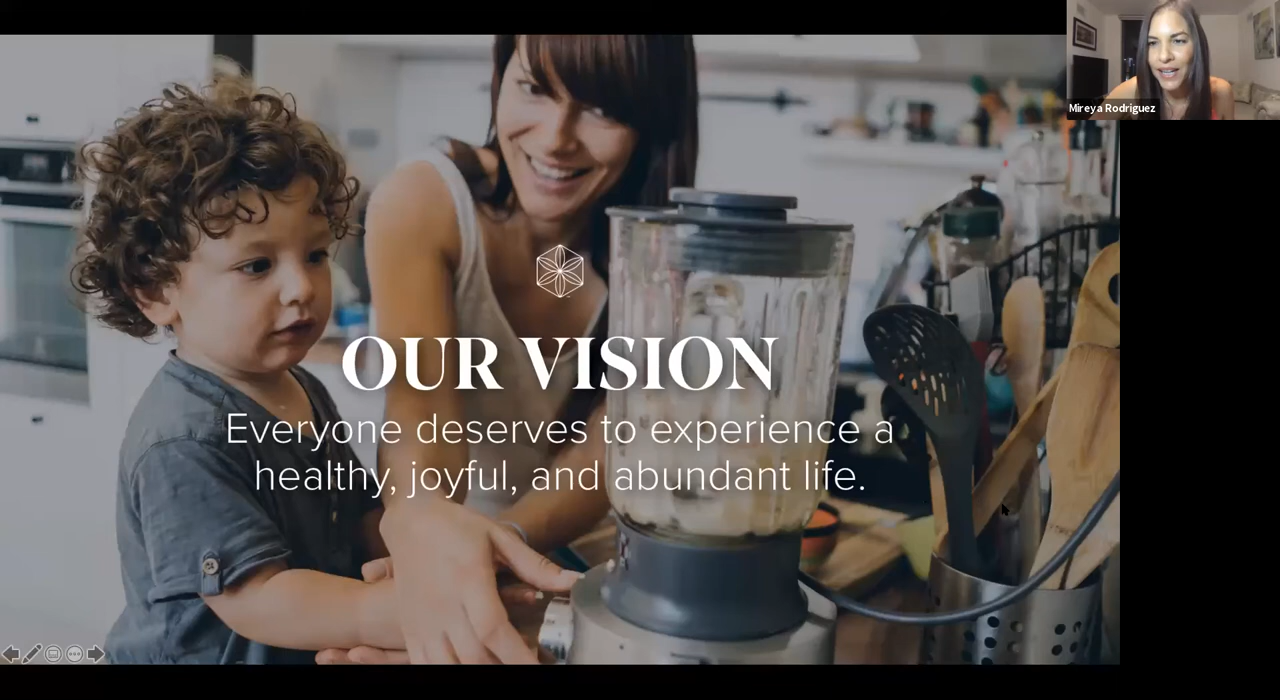 Mireya Rodriguez
OUR VISION
Everyone deserves to experience a
healthy, joyful, and abundant life.